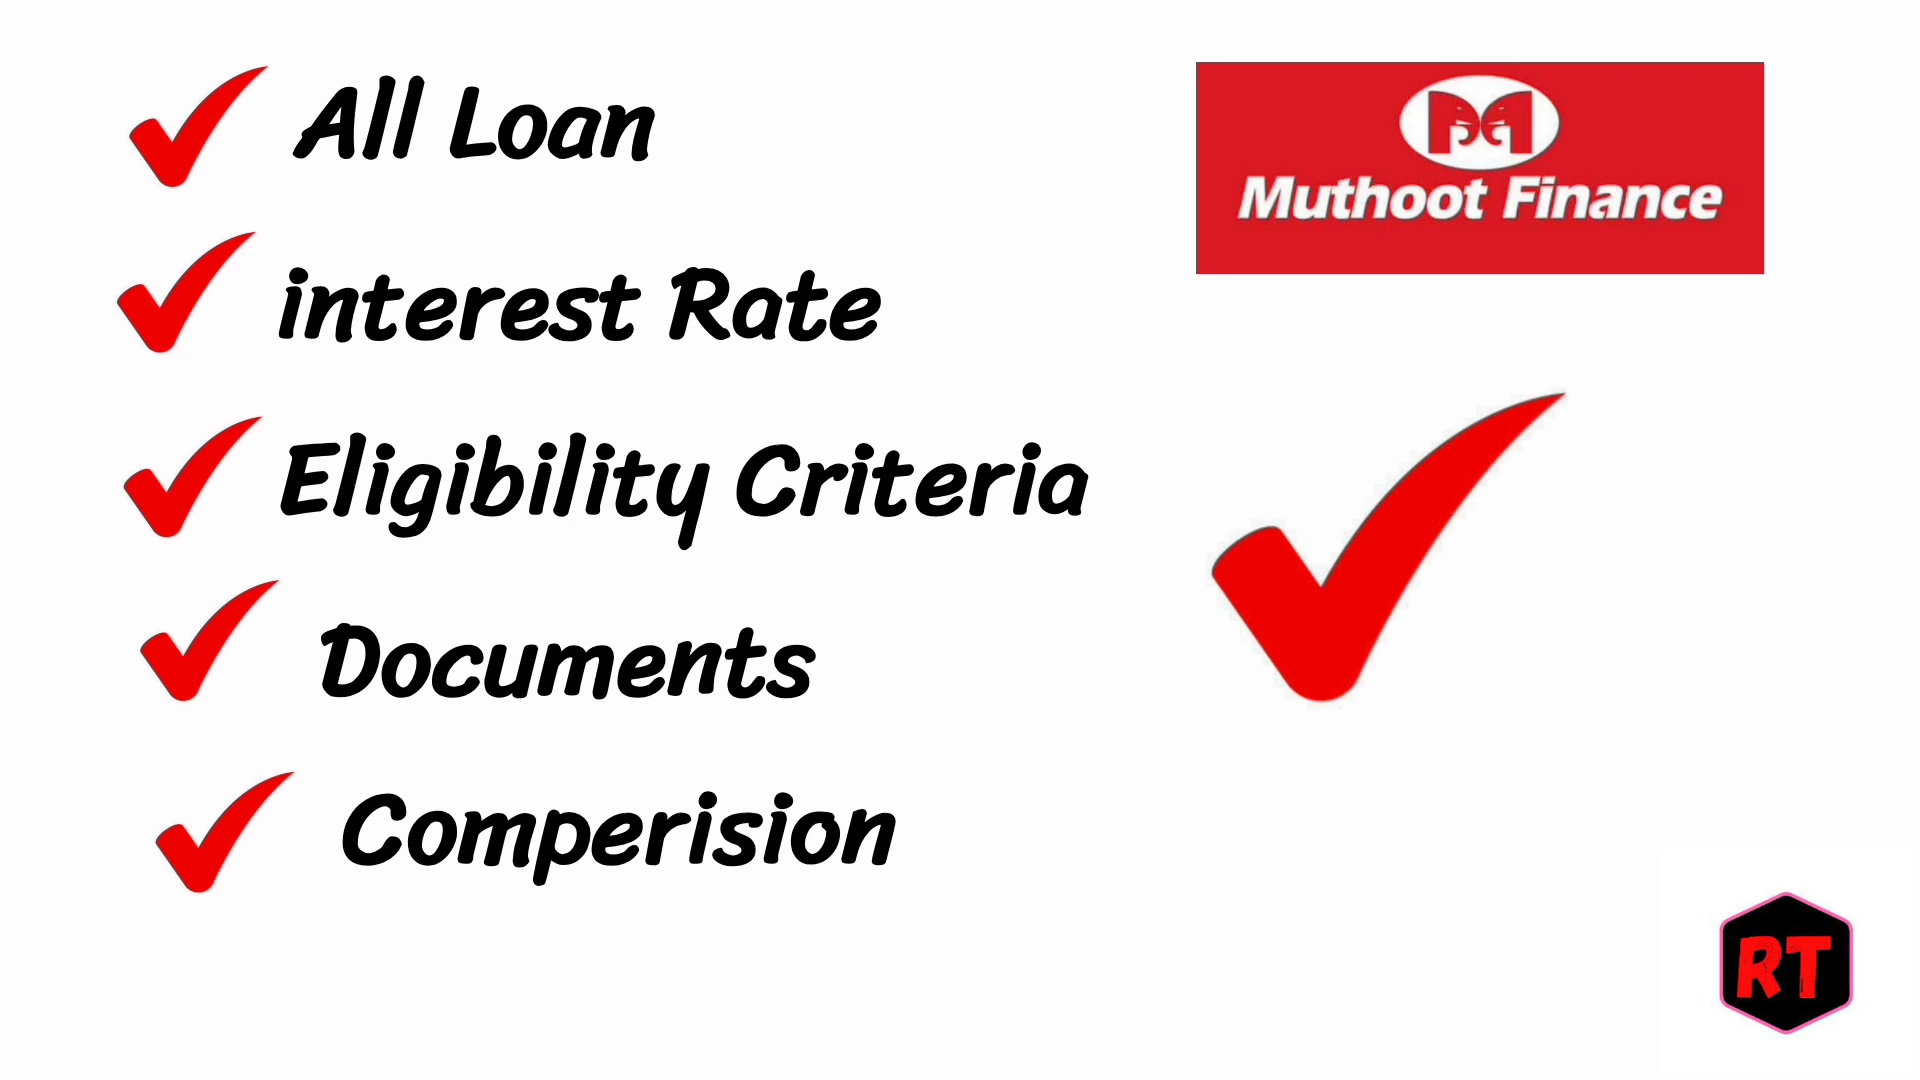 All Loan
interest Rate
Eligibility Criteria
Documents
Comperision
Muthoot Finance
RT